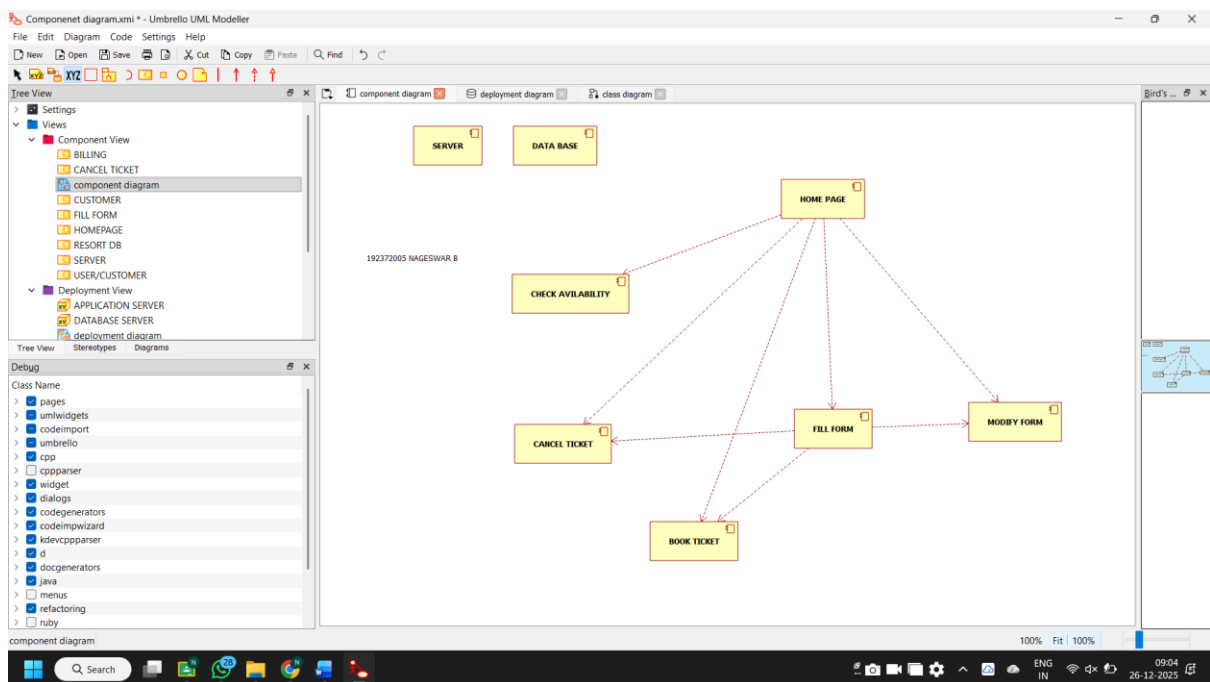 Componenet diagram.xmi * - Umbrello UML Modeller
File Edit Diagram Code Settings Help
New Open Save Cut Copy Paste Find
XYZ
Tree View
component diagram deployment diagram class diagram
Bird's ...
Settings
Views
Component View
BILLING
CANCEL TICKET
component diagram
CUSTOMER
FILL FORM
HOMEPAGE
RESORT DB
SERVER
USER/CUSTOMER
Deployment View
APPLICATION SERVER
DATABASE SERVER
deployment diagram
Tree View Stereotypes Diagrams
Debug
Class Name
pages
umlwidgets
codeimport
umbrello
cpp
cppparser
widget
dialogs
codegenerators
codeimpwizard
kdevcppparser
d
docgenerators
java
menus
refactoring
ruby
SERVER
DATA BASE
HOME PAGE
192372005 NAGESWAR B
CHECK AVILABILITY
CANCEL TICKET
FILL FORM
MODIFY FORM
BOOK TICKET
component diagram
100% Fit 100%
Search
28
ENG
IN
09:04
26-12-2025